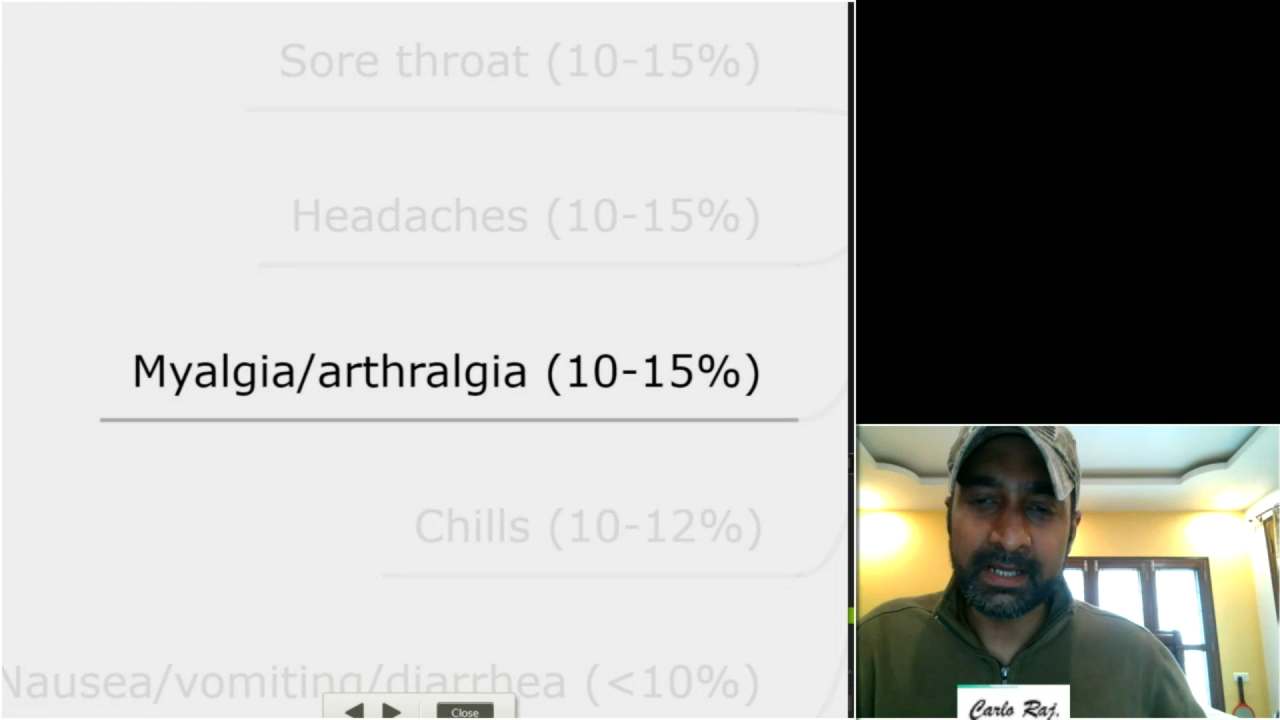 Sore throat (10-15%)
Headaches (10-15%)
Myalgia/arthralgia (10-15%)
Chills (10-12%)
Nausea/vomiting/diarrhea (<10%)
Close
Carlo Raj.